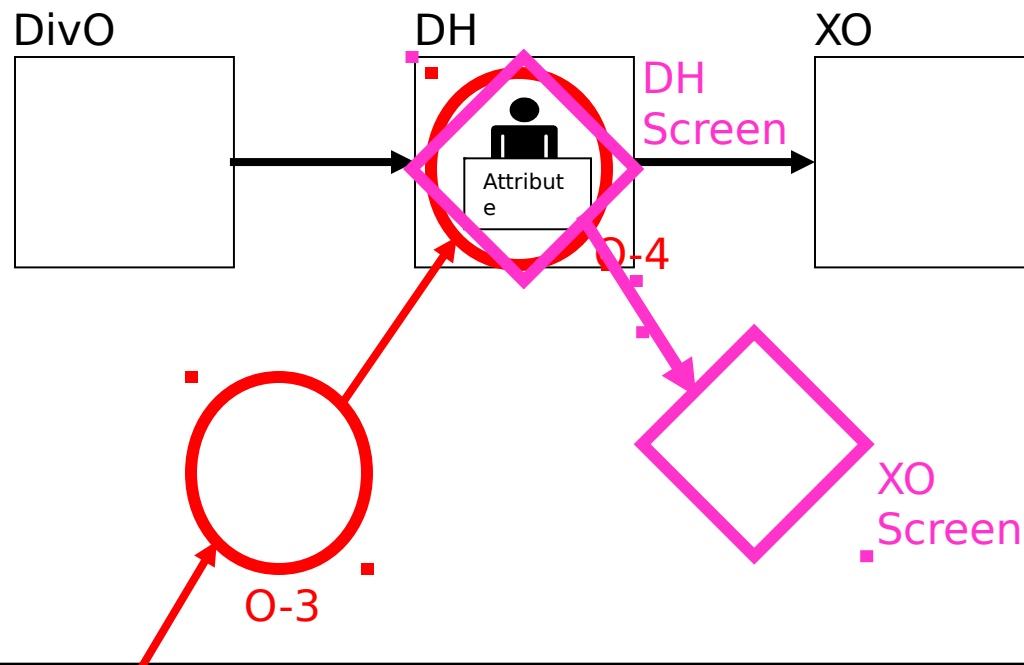 DivO
DH
XO
DH
Screen
Attribut
e
O-4
XO
Screen
O-3